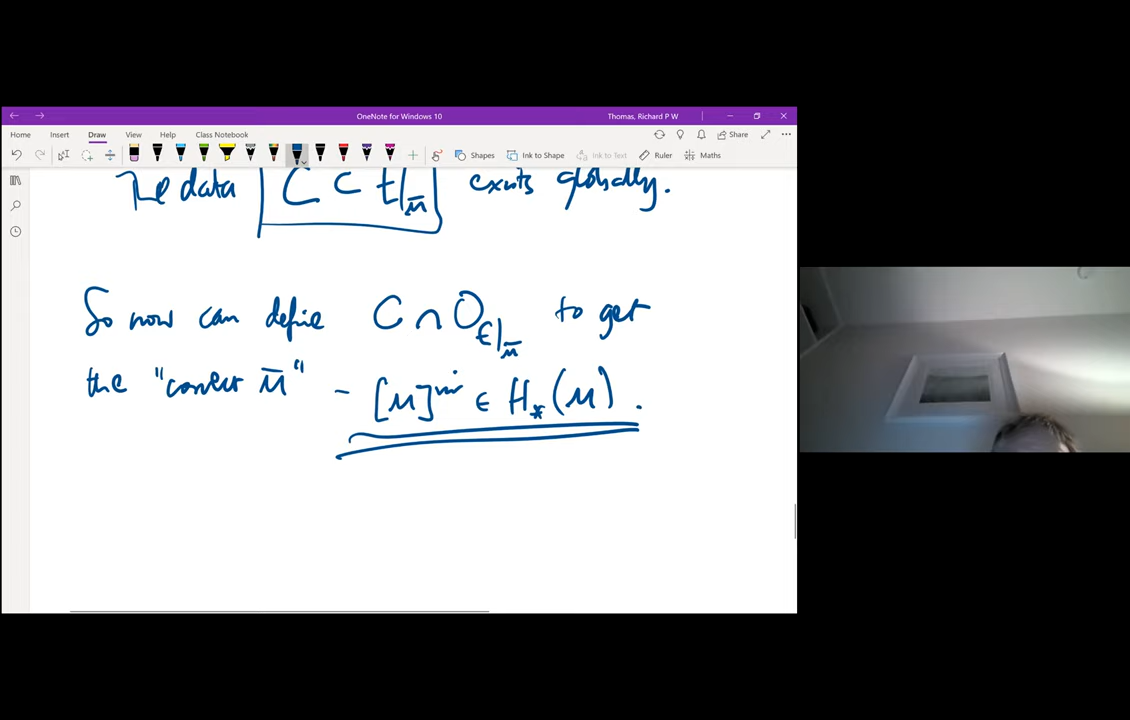 OneNote for Windows 10
Thomas, Richard P W
Home Insert Draw View Help Class Notebook
Share
Shapes Ink to Shape Ink to Text Ruler Maths
The data C ⊂ E|_M̄ exists globally.
So now can define C ∩ O_{E|_M̄} to get
the "correct M̄" - [M]^{vir} ∈ H_*(M).